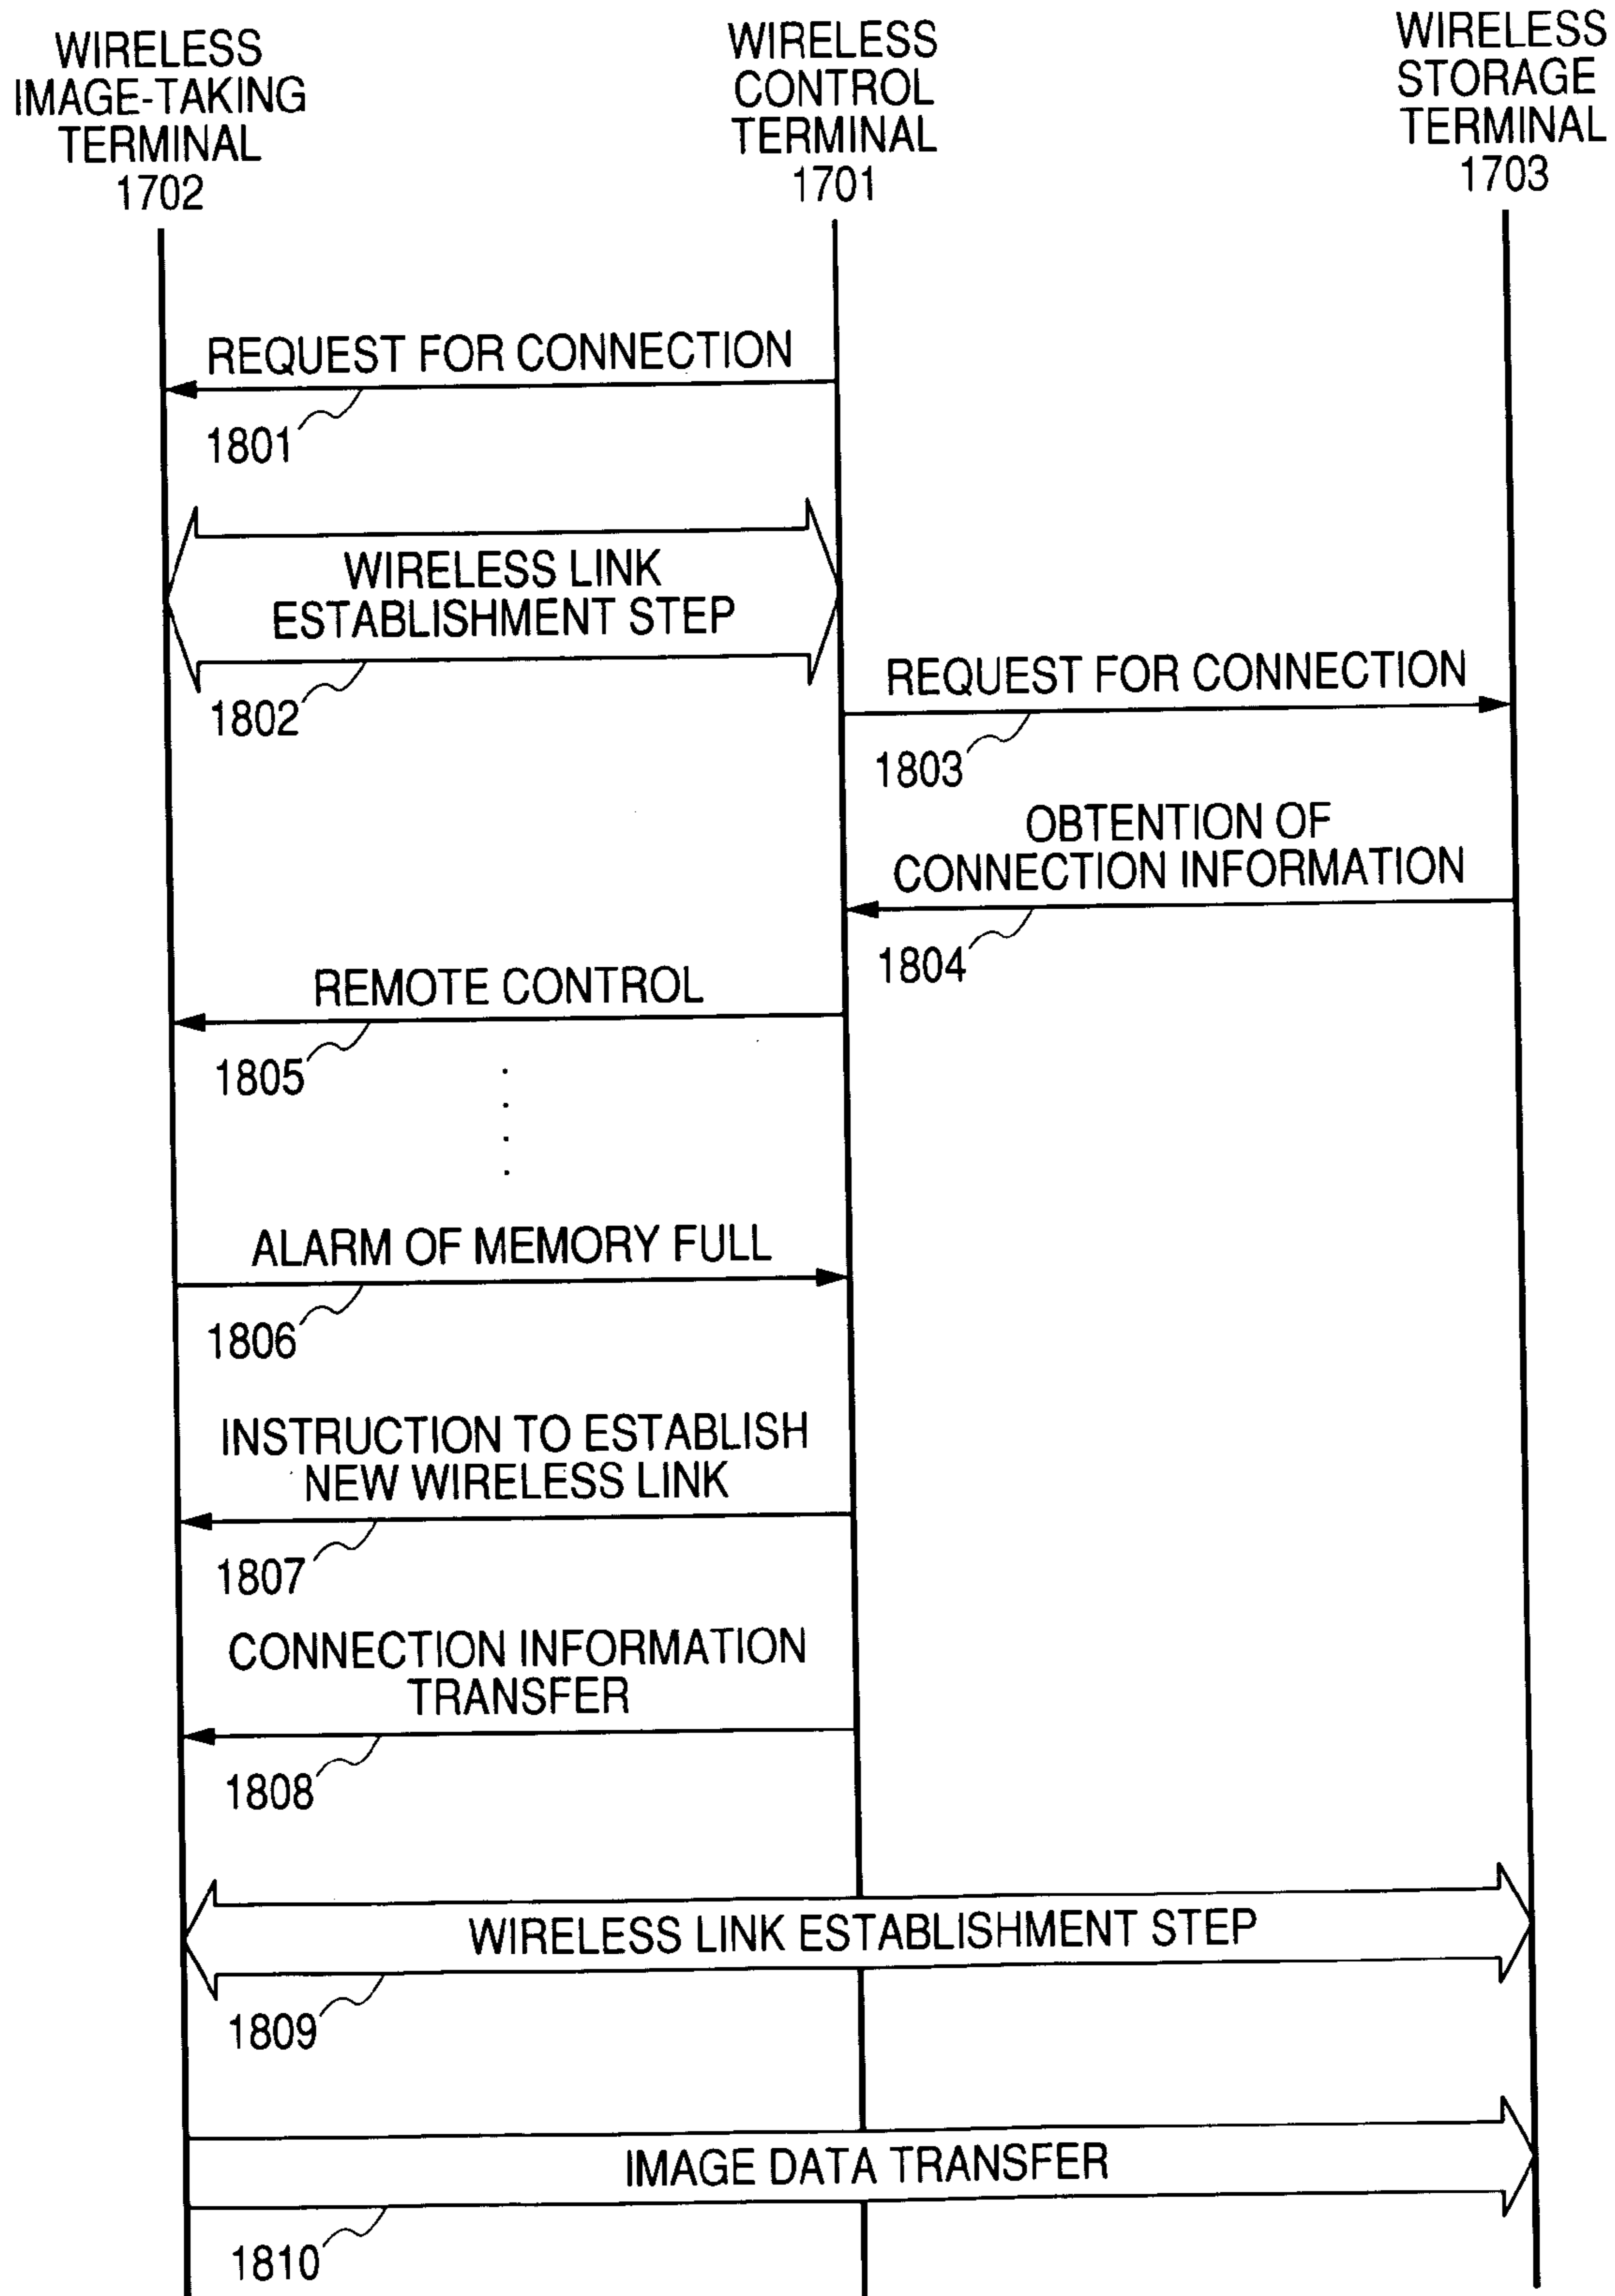 WIRELESS
IMAGE-TAKING
TERMINAL
1702
WIRELESS
CONTROL
TERMINAL
1701
WIRELESS
STORAGE
TERMINAL
1703
REQUEST FOR CONNECTION
1801
WIRELESS LINK
ESTABLISHMENT STEP
1802
REQUEST FOR CONNECTION
1803
OBTENTION OF
CONNECTION INFORMATION
1804
REMOTE CONTROL
1805
ALARM OF MEMORY FULL
1806
INSTRUCTION TO ESTABLISH
NEW WIRELESS LINK
1807
CONNECTION INFORMATION
TRANSFER
1808
WIRELESS LINK ESTABLISHMENT STEP
1809
IMAGE DATA TRANSFER
1810